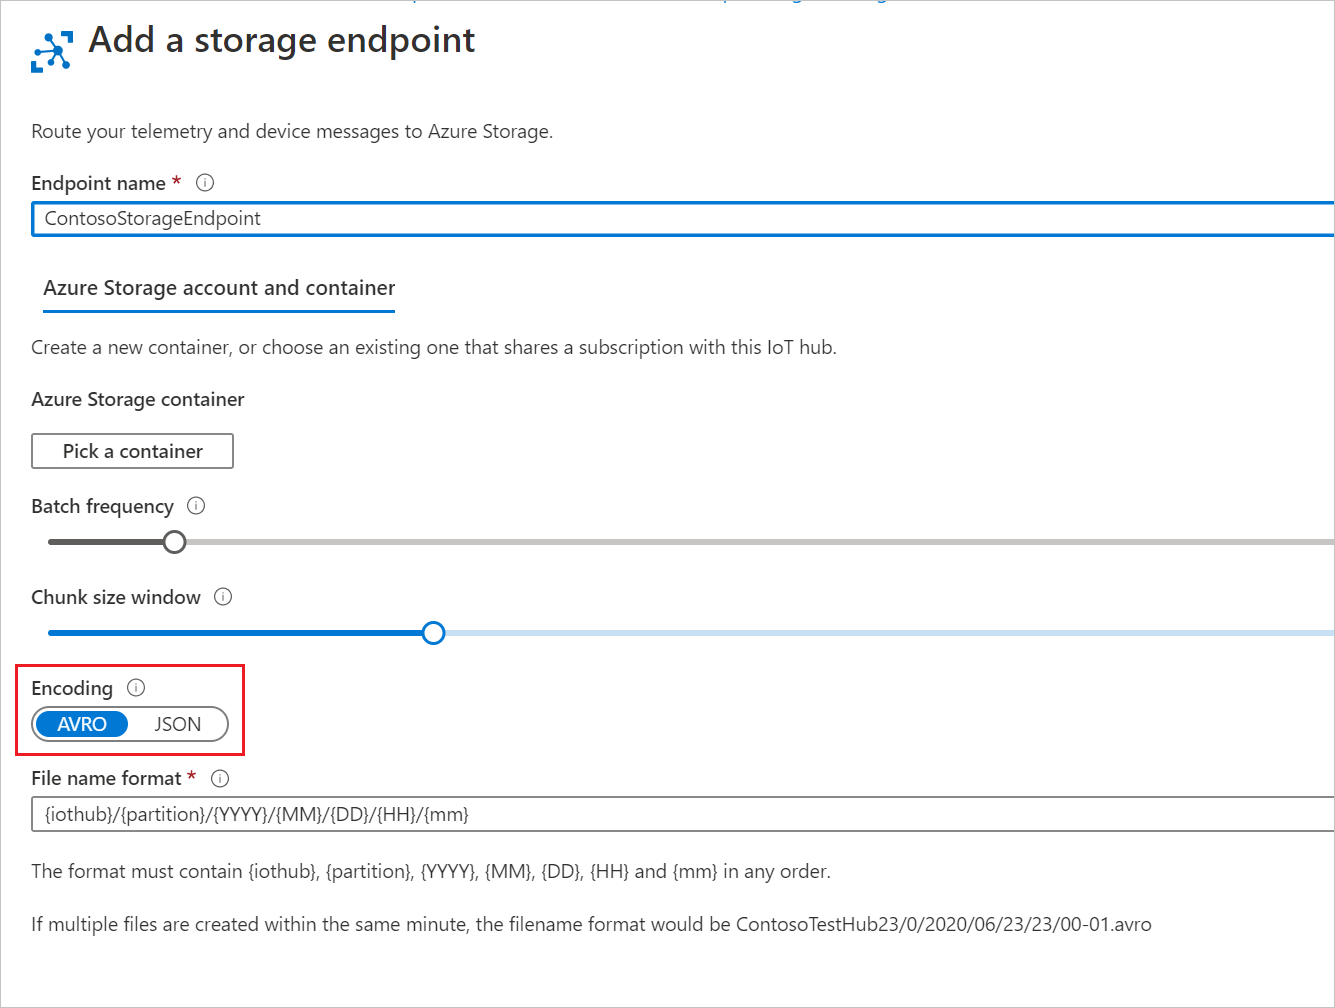 Add a storage endpoint
Route your telemetry and device messages to Azure Storage.
Endpoint name *
ContosoStorageEndpoint
Azure Storage account and container
Create a new container, or choose an existing one that shares a subscription with this IoT hub.
Azure Storage container
Pick a container
Batch frequency
Chunk size window
Encoding
AVRO JSON
File name format *
{iothub}/{partition}/{YYYY}/{MM}/{DD}/{HH}/{mm}
The format must contain {iothub}, {partition}, {YYYY}, {MM}, {DD}, {HH} and {mm} in any order.
If multiple files are created within the same minute, the filename format would be ContosoTestHub23/0/2020/06/23/23/00-01.avro